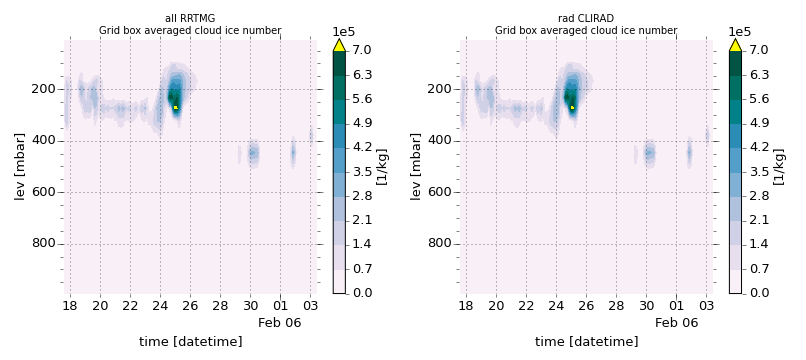 all RRTMG
Grid box averaged cloud ice number
1e5
7.0
6.3
5.6
4.9
4.2
3.5
2.8
2.1
1.4
0.7
0.0
[1/kg]
lev [mbar]
200
400
600
800
18 20 22 24 26 28 30 01 03
Feb 06
time [datetime]
rad CLIRAD
Grid box averaged cloud ice number
1e5
7.0
6.3
5.6
4.9
4.2
3.5
2.8
2.1
1.4
0.7
0.0
[1/kg]
lev [mbar]
200
400
600
800
18 20 22 24 26 28 30 01 03
Feb 06
time [datetime]